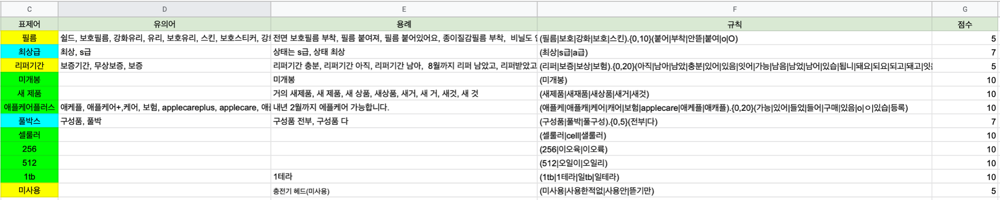 C D E F G
표제어 유의어 용례 규칙 점수
필름 쉴드, 보호필름, 강화유리, 유리, 보호유리, 스킨, 보호스티커, 전면 보호필름 부착, 필름 붙여져, 필름 붙어있어요, 종이질감필름 부착, 비닐도 (필름|보호|강화|보호|스킨).{0,10}(붙어|부착|안뜯|붙여|o|O) 5
최상급 최상, s급 상태는 s급, 상태 최상 (최상|s급|a급) 7
리퍼기간 보증기간, 무상보증, 보증 리퍼기간 충분, 리퍼기간 아직, 리퍼기간 남아, 8월까지 리퍼 남았고, 리퍼받았고 (리퍼|보증|보상|보험).{0,20}(아직|남아|남았|충분|있어|있음|잇어|가능|남음|남었|남어|있습|됩니|돼요|되요|되고|돼고| 5
미개봉 미개봉 (미개봉) 10
새 제품 거의 새제품, 새 제품, 새 상품, 새상품, 새거, 새 거, 새것, 새 것 (새제품|새재품|새상품|새거|새것) 10
애플케어플러스 애케플, 애플케어+,케어, 보험, applecareplus, applecare, 내년 2월까지 에플케어 가능합니다. (애플케|애플캐|케어|캐어|보험|applecare|애케플|애캐플).{0,20}(가능|있어|들었|들어|구매|있음|o|ㅇ|있습|등록) 10
풀박스 구성품, 풀박 구성품 전부, 구성품 다 (구성품|풀박|풀구성).{0,5}(전부|다) 7
셀룰러 (셀룰러|cell|샐룰러) 10
256 (256|이오육|이오륙) 10
512 (512|오일이|오일리) 10
1tb 1테라 (1tb|1테라|일tb|일테라) 10
미사용 충전기 헤드(미사용) (미사용|사용한적없|사용안|뜯기만) 5